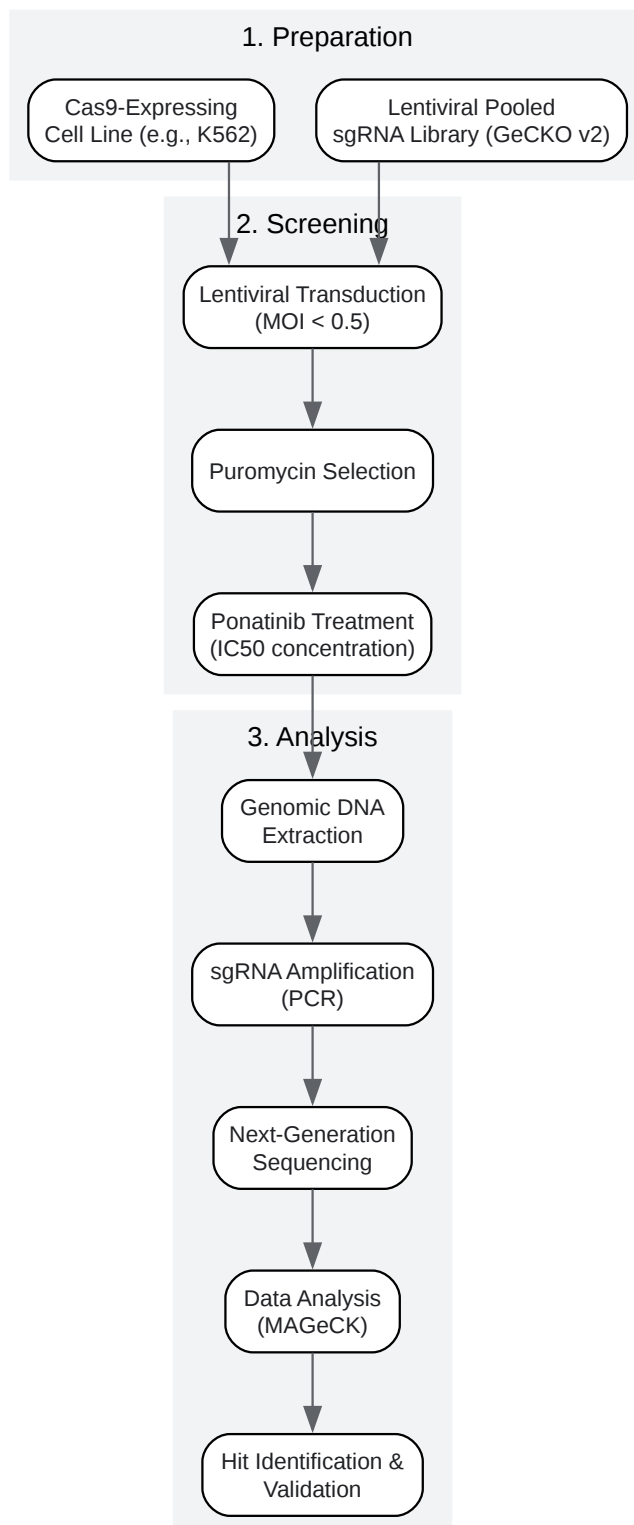 1. Preparation
Cas9-Expressing
Cell Line (e.g., K562)
Lentiviral Pooled
sgRNA Library (GeCKO v2)
2. Screening
Lentiviral Transduction
(MOI < 0.5)
Puromycin Selection
Ponatinib Treatment
(IC50 concentration)
3. Analysis
Genomic DNA
Extraction
sgRNA Amplification
(PCR)
Next-Generation
Sequencing
Data Analysis
(MAGeCK)
Hit Identification &
Validation